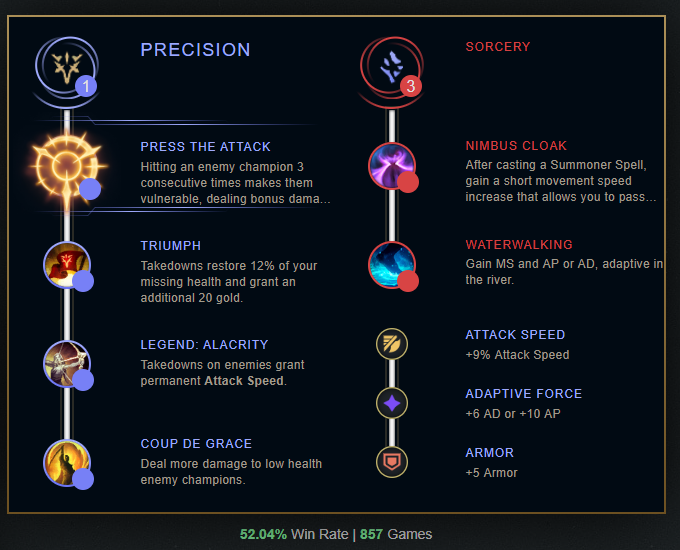 PRECISION
1
PRESS THE ATTACK
Hitting an enemy champion 3
consecutive times makes them
vulnerable, dealing bonus dama...
TRIUMPH
Takedowns restore 12% of your
missing health and grant an
additional 20 gold.
LEGEND: ALACRITY
Takedowns on enemies grant
permanent Attack Speed.
COUP DE GRACE
Deal more damage to low health
enemy champions.
SORCERY
3
NIMBUS CLOAK
After casting a Summoner Spell,
gain a short movement speed
increase that allows you to pass...
WATERWALKING
Gain MS and AP or AD, adaptive in
the river.
ATTACK SPEED
+9% Attack Speed
ADAPTIVE FORCE
+6 AD or +10 AP
ARMOR
+5 Armor
52.04% Win Rate | 857 Games